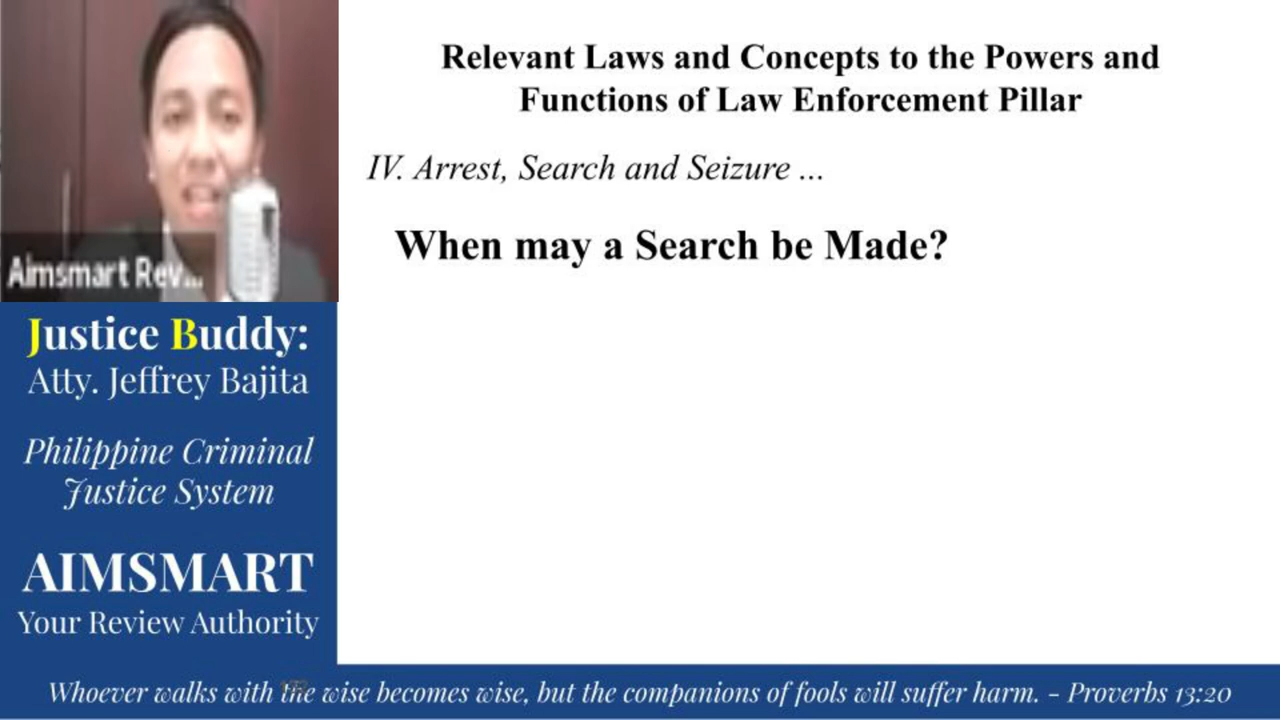 Relevant Laws and Concepts to the Powers and
Functions of Law Enforcement Pillar
IV. Arrest, Search and Seizure ...
When may a Search be Made?
Aimsmart Rev...
Justice Buddy:
Atty. Jeffrey Bajita
Philippine Criminal
Justice System
AIMSMART
Your Review Authority
Whoever walks with the wise becomes wise, but the companions of fools will suffer harm. - Proverbs 13:20